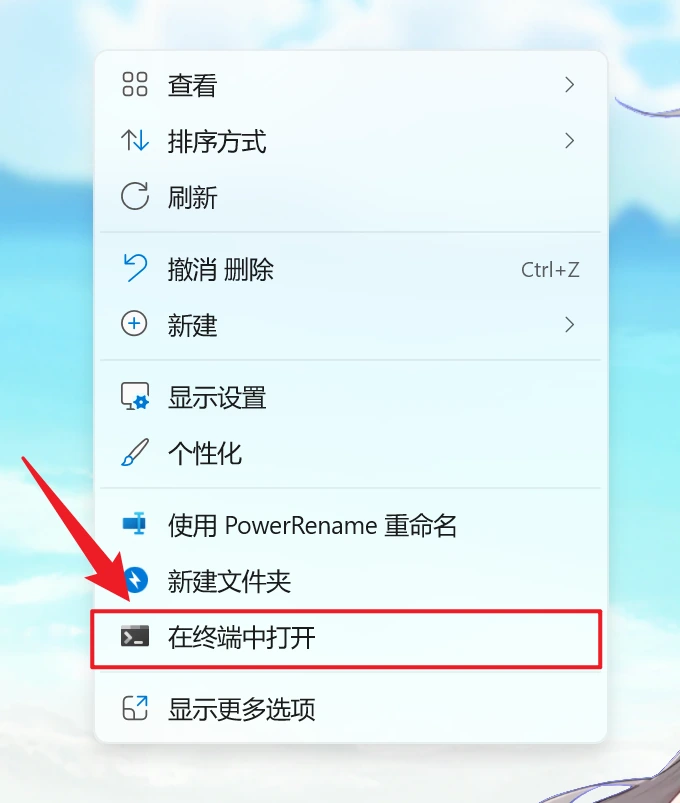 查看
排序方式
刷新
撤消 删除 Ctrl+Z
新建
显示设置
个性化
使用 PowerRename 重命名
新建文件夹
在终端中打开
显示更多选项